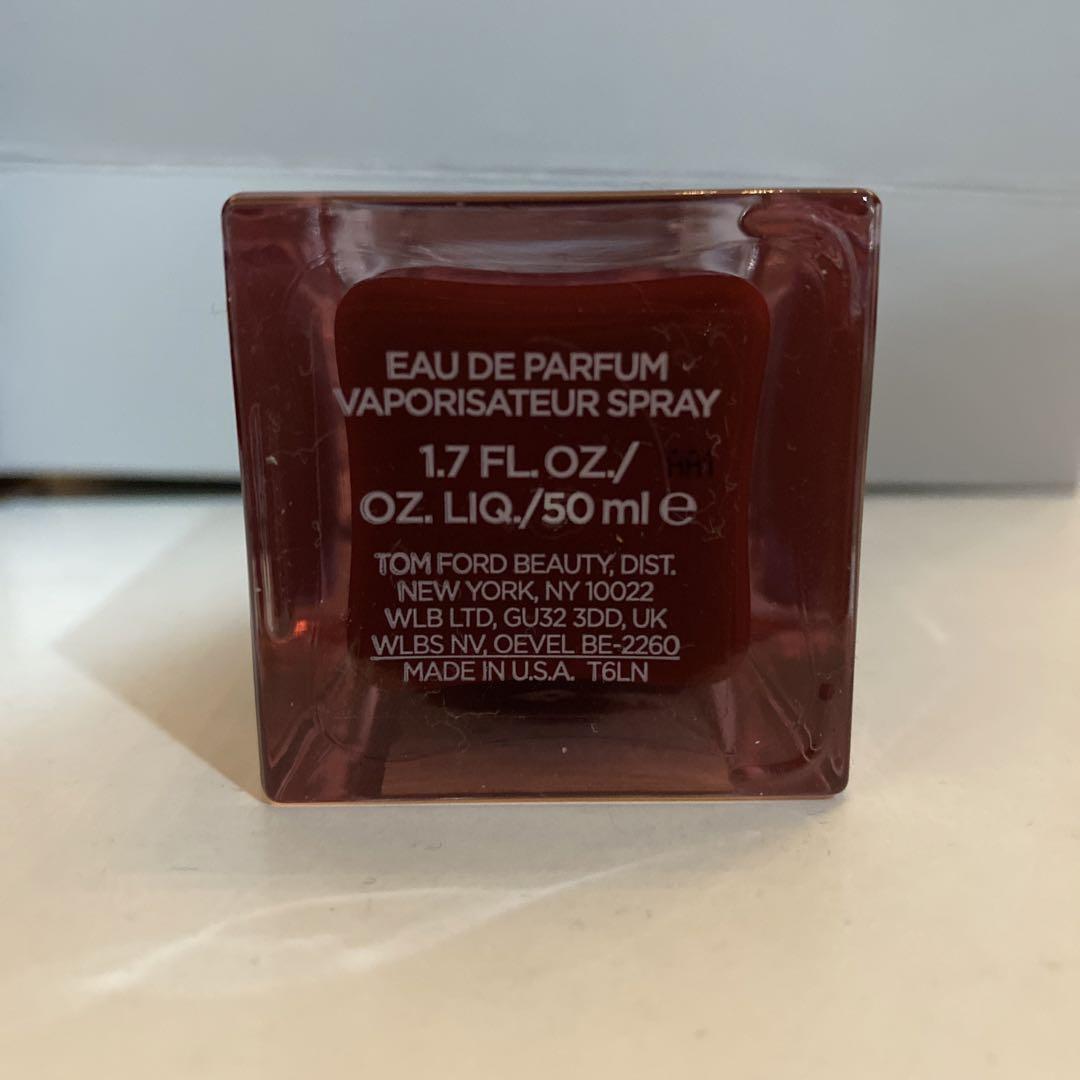 EAU DE PARFUM
VAPORISATEUR SPRAY
1.7 FL. OZ./
OZ. LIQ./50 ml ℮
TOM FORD BEAUTY, DIST.
NEW YORK, NY 10022
WLB LTD, GU32 3DD, UK
WLBS NV, OEVEL BE-2260
MADE IN U.S.A. T6LN